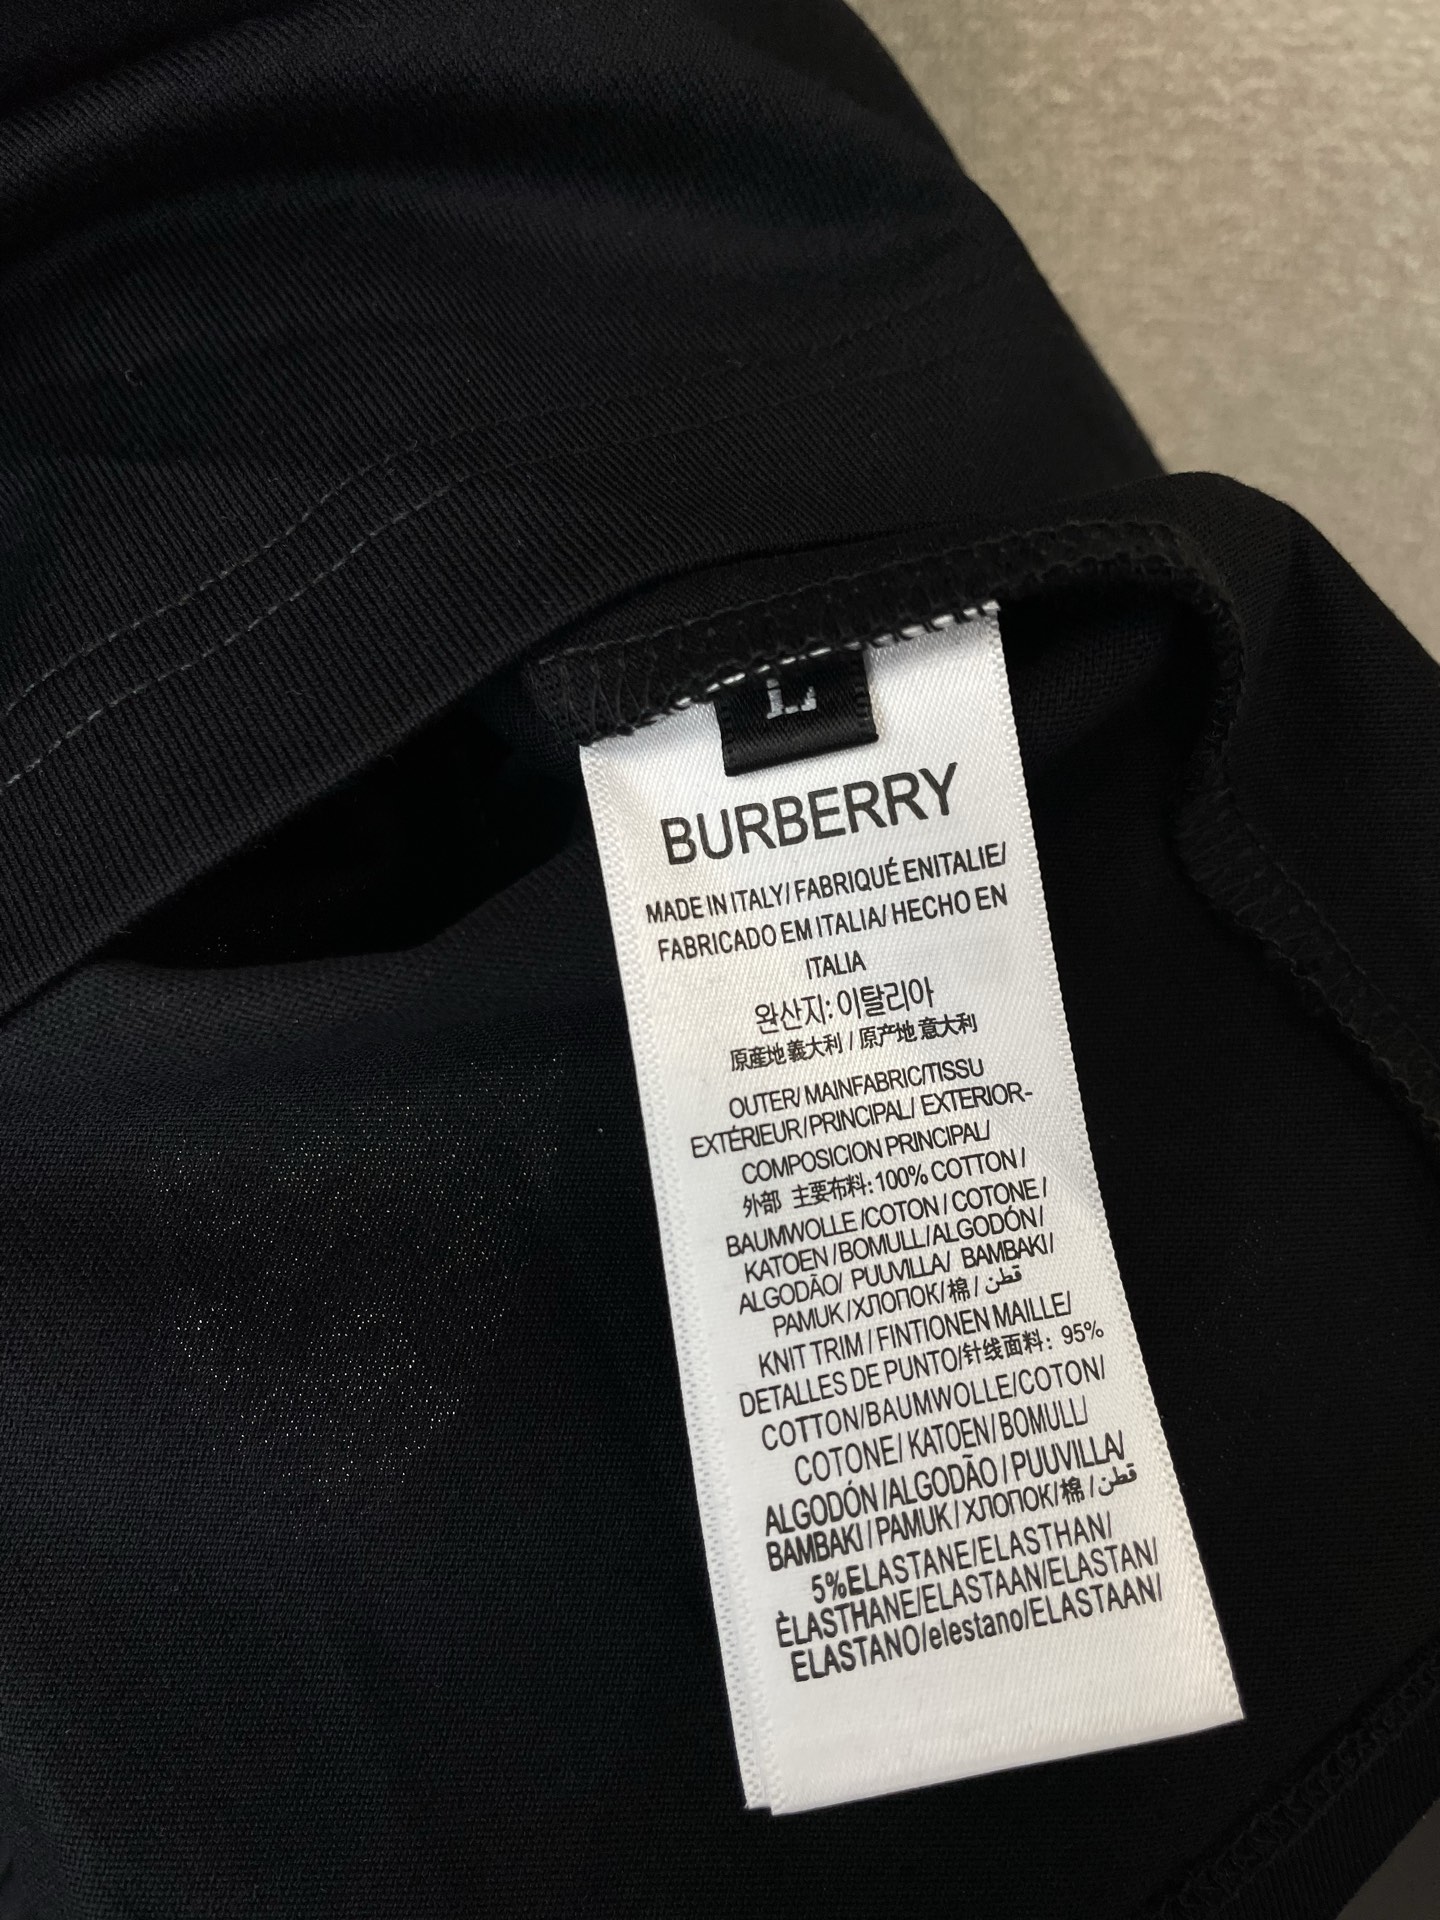 L
BURBERRY
MADE IN ITALY/ FABRIQUÉ ENITALIE/
FABRICADO EM ITALIA/ HECHO EN
ITALIA
완산지: 이탈리아
原産地義大利 / 原产地 意大利
OUTER/ MAINFABRIC/TISSU
EXTÉRIEUR/PRINCIPAL/ EXTERIOR-
COMPOSICION PRINCIPAL/
外部 主要布料: 100% COTTON /
BAUMWOLLE /COTON / COTONE /
KATOEN /BOMULL/ALGODÓN/
ALGODÃO/ PUUVILLA/ BAMBAKI/
PAMUK /ХЛОПОК/ 棉 / قطن
KNIT TRIM / FINTIONEN MAILLE/
DETALLES DE PUNTO/针线面料: 95%
COTTON/BAUMWOLLE/COTON/
COTONE/ KATOEN/ BOMULL/
ALGODÓN /ALGODÃO / PUUVILLA/
BAMBAKI / PAMUK / ХЛОПОК/ 棉 / قطن
5%ELASTANE/ELASTHAN/
ÈLASTHANE/ELASTAAN/ELASTAN/
ELASTANO/elestano/ELASTAAN/